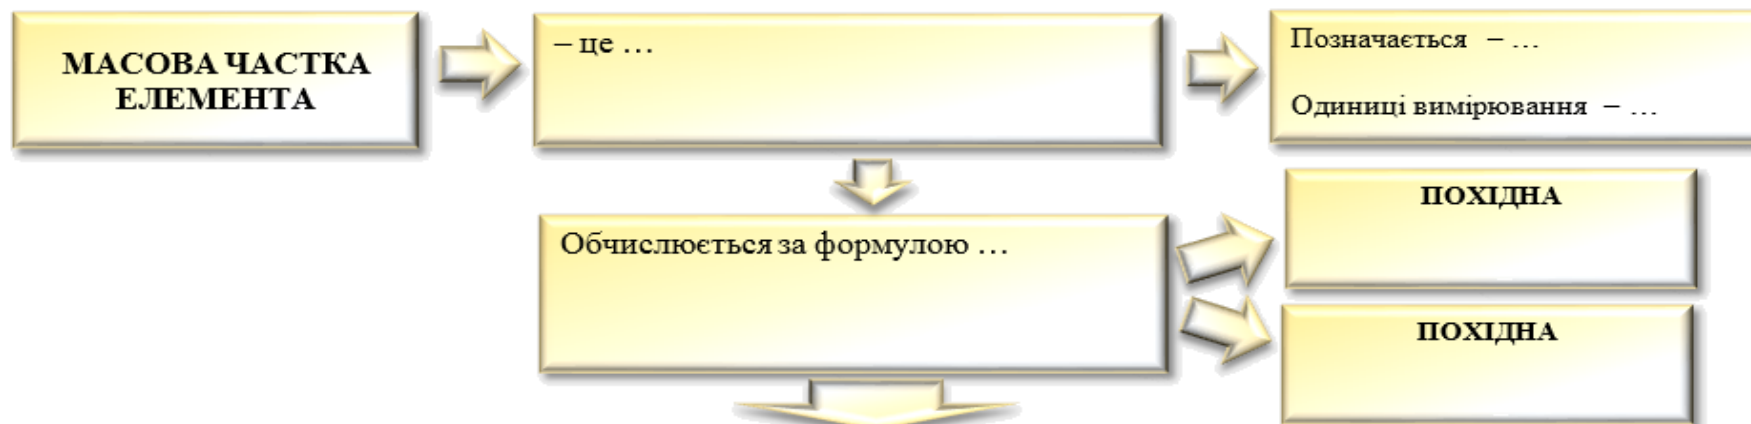 МАСОВА ЧАСТКА
ЕЛЕМЕНТА
– це …
Позначається – …
Одиниці вимірювання – …
Обчислюється за формулою …
ПОХІДНА
ПОХІДНА